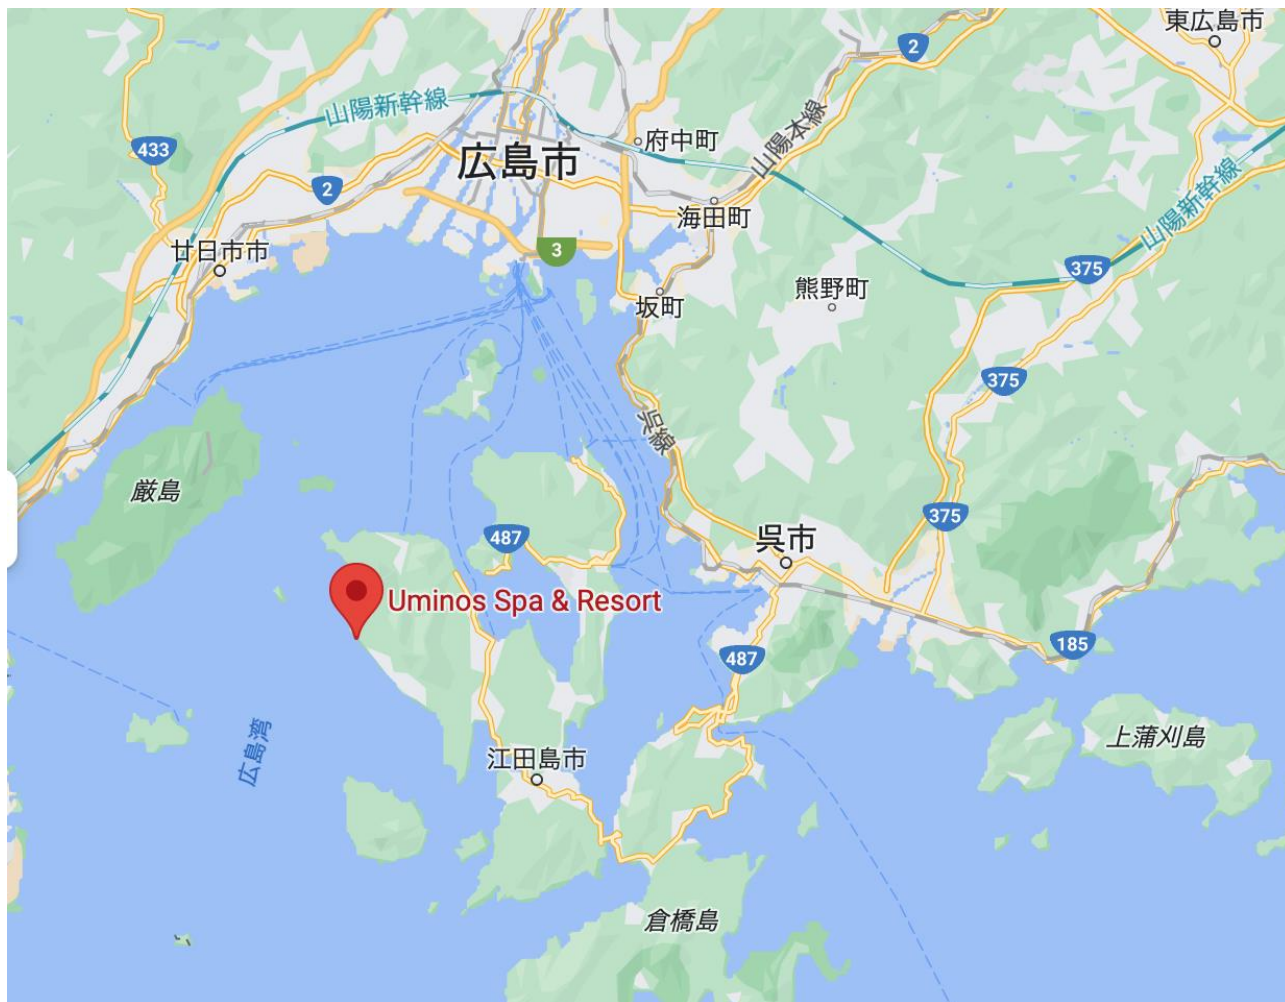 東広島市
2
山陽新幹線
433
広島市
府中町
山陽本線
2
海田町
山陽新幹線
廿日市市
3
375
坂町
熊野町
375
呉線
厳島
375
487
呉市
Uminos Spa & Resort
487
185
広島湾
江田島市
上蒲刈島
倉橋島